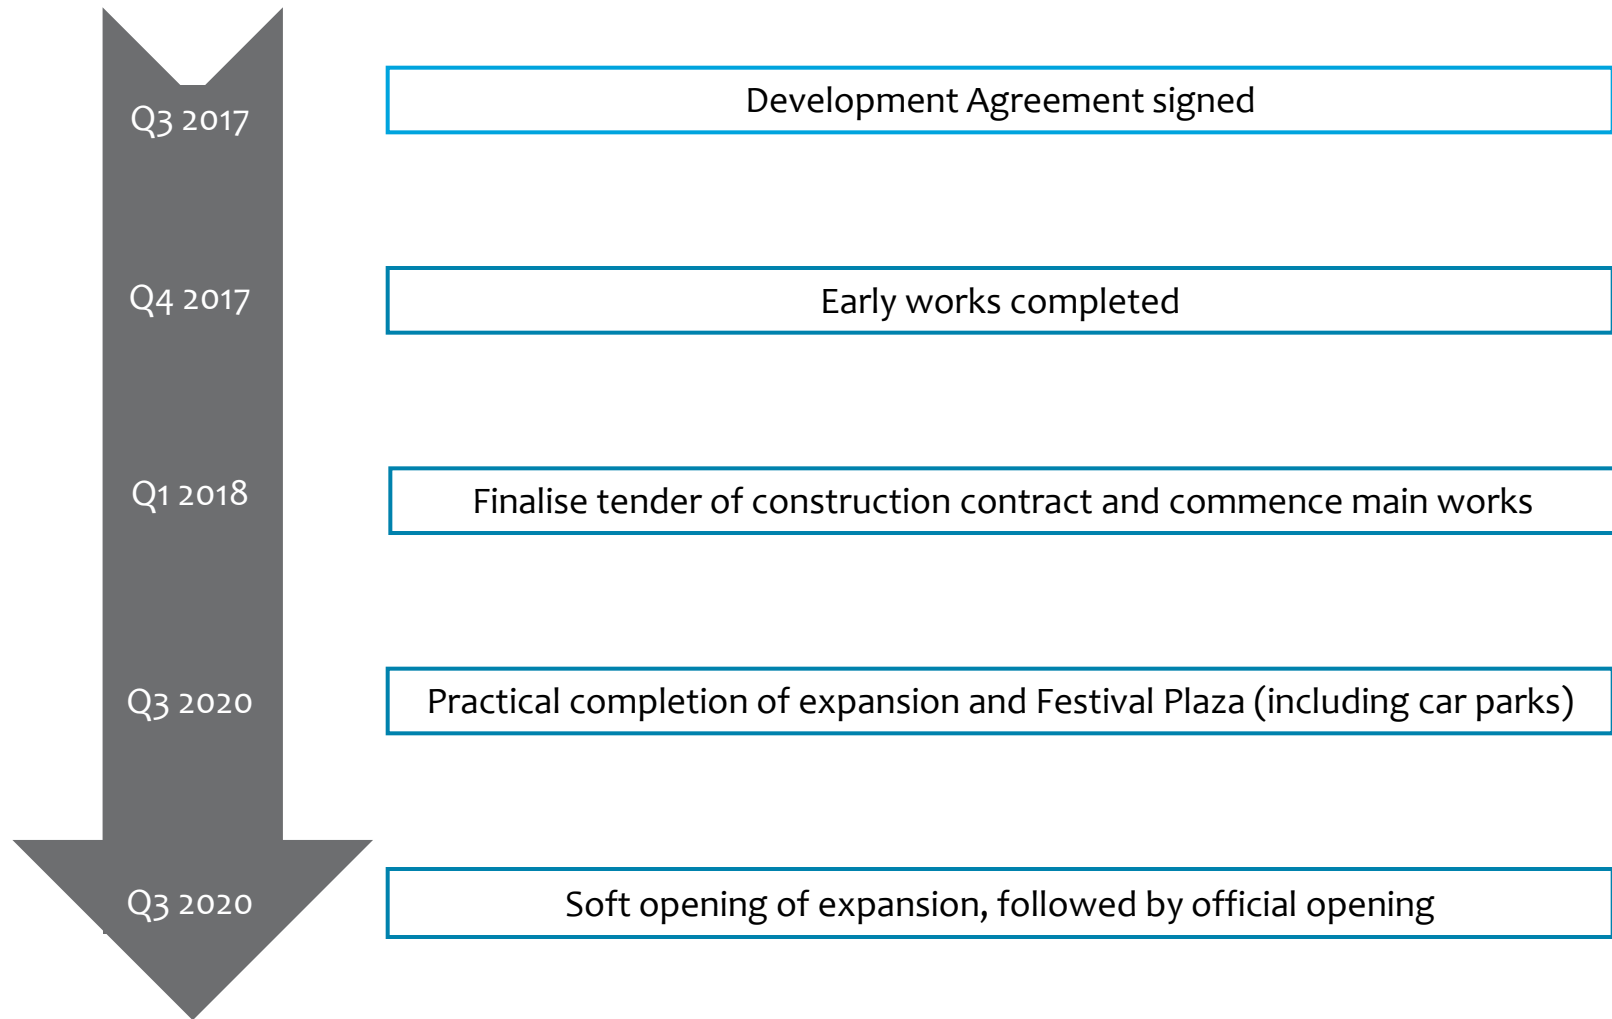 Q3 2017
Development Agreement signed
Q4 2017
Early works completed
Q1 2018
Finalise tender of construction contract and commence main works
Q3 2020
Practical completion of expansion and Festival Plaza (including car parks)
Q3 2020
Soft opening of expansion, followed by official opening